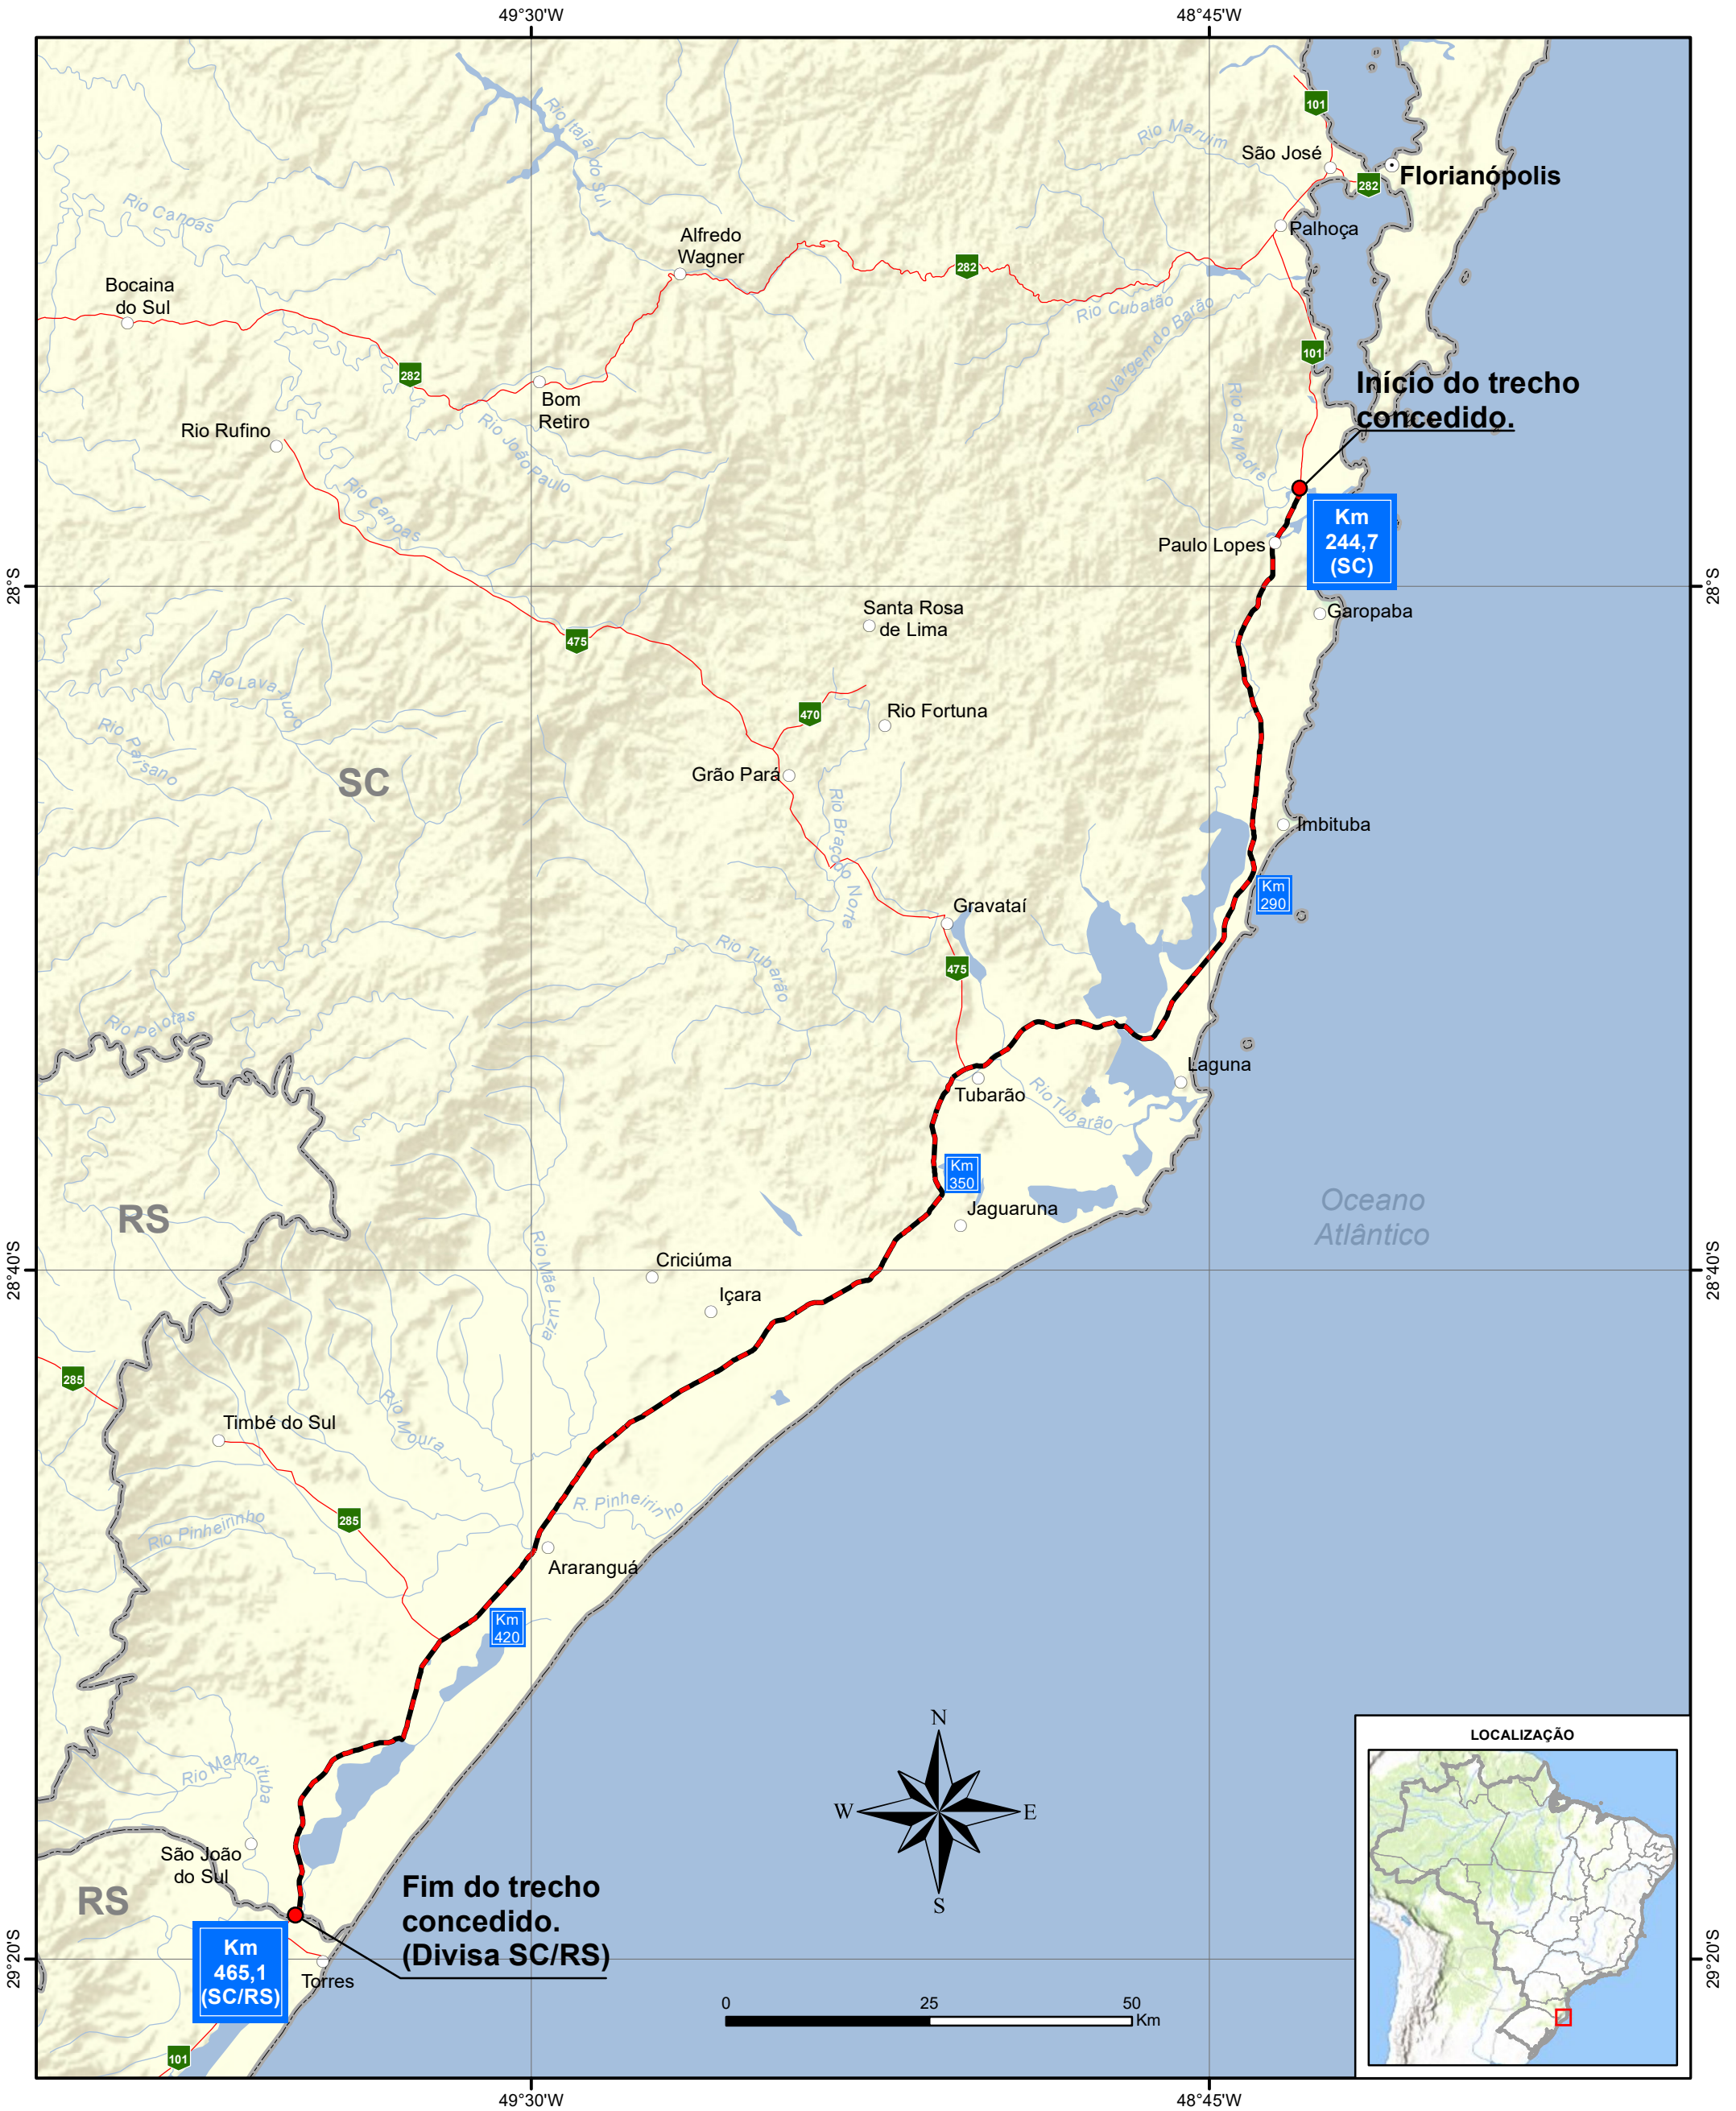 49°30'W
48°45'W
101
Rio Itajaí do Sul
Rio Maruim
São José
Florianópolis
282
Rio Canoas
Palhoça
Alfredo
Wagner
282
Bocaina
do Sul
Rio Cubatão
Rio Vargem do Barão
101
282
Início do trecho
concedido.
Bom
Retiro
Rio da Madre
Rio Rufino
Rio João Paulo
Rio Canoas
Km
244,7
(SC)
Paulo Lopes
28°S
28°S
Santa Rosa
de Lima
Garopaba
475
Rio Lava-Tudo
470
Rio Fortuna
Rio Parsano
SC
Grão Pará
Rio Braço do Norte
Imbituba
Km
290
Gravataí
Rio Tubarão
475
Rio Pelotas
Laguna
Tubarão
Rio Tubarão
Km
350
RS
Jaguaruna
Oceano
Atlântico
28°40'S
28°40'S
Criciúma
Rio Mãe Luzia
Içara
285
Timbé do Sul
Rio Moura
R. Pinheirinho
285
Rio Pinheirinho
Araranguá
Km
420
N
W
E
S
LOCALIZAÇÃO
Rio Mampituba
São João
do Sul
RS
Fim do trecho
concedido.
(Divisa SC/RS)
Km
465,1
(SC/RS)
29°20'S
29°20'S
Torres
0
25
50
Km
101
49°30'W
48°45'W